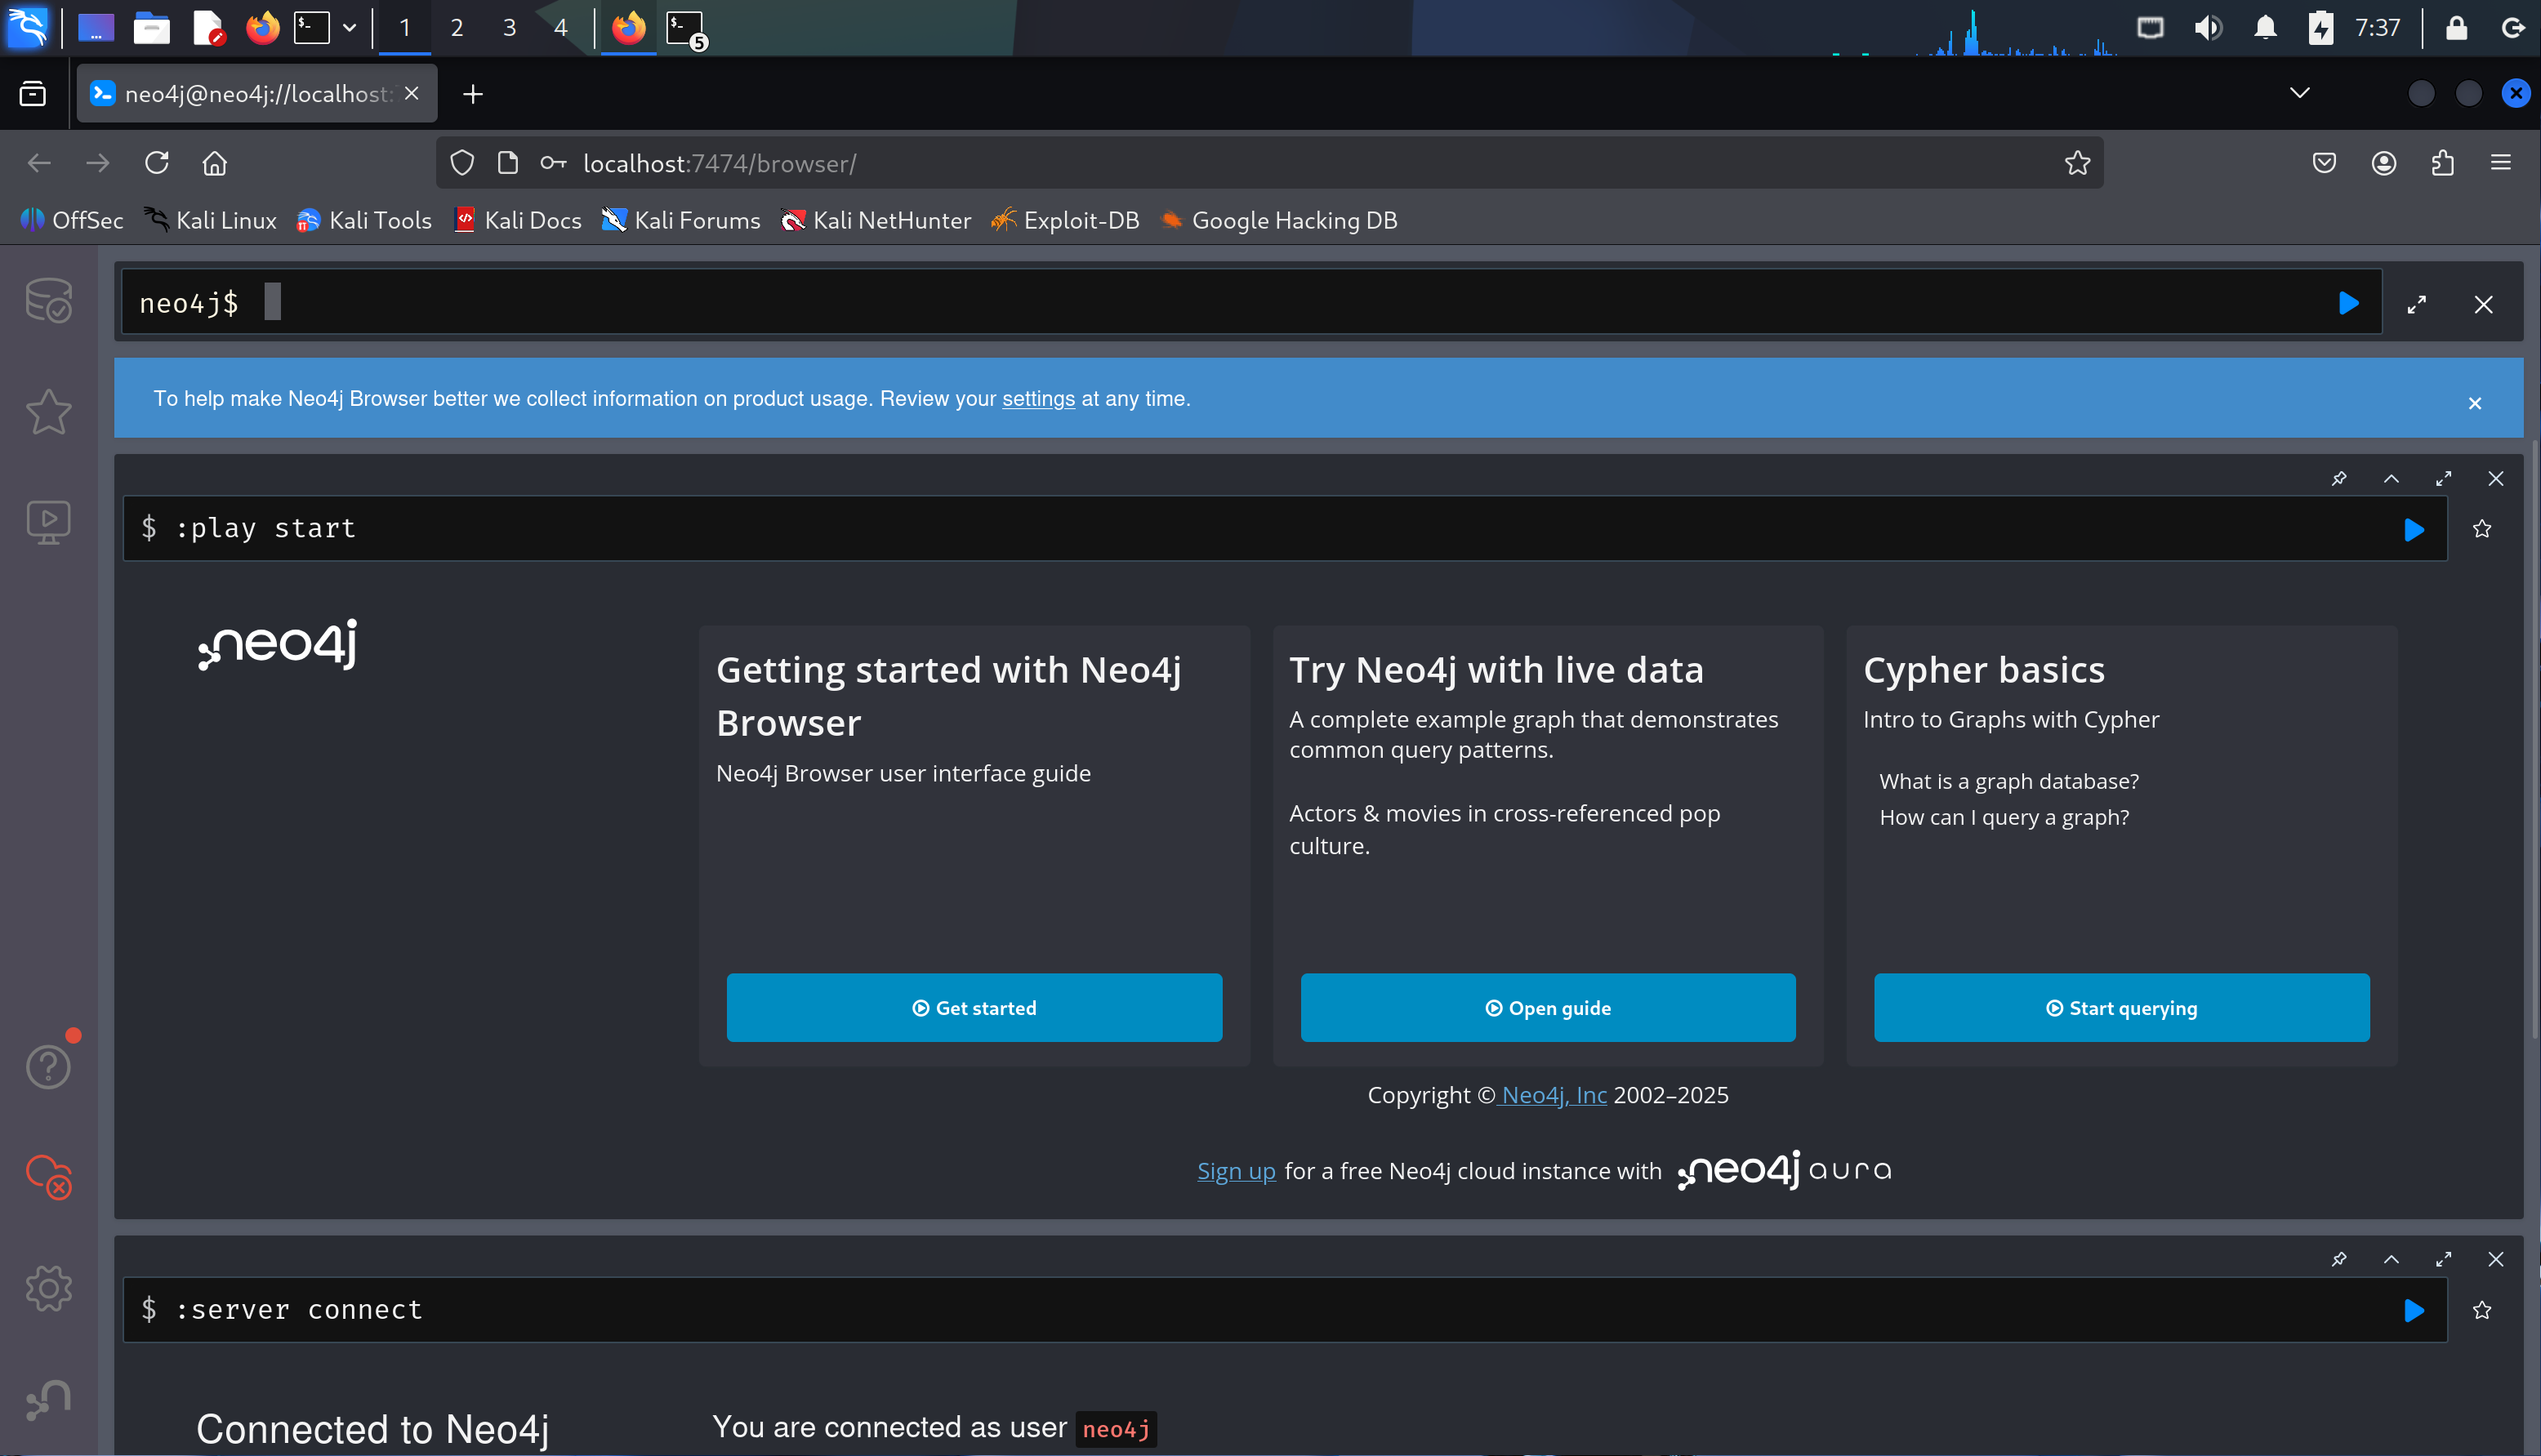 1
2
3
4
5
7:37
neo4j@neo4j://localhost:
localhost:7474/browser/
OffSec
Kali Linux
Kali Tools
Kali Docs
Kali Forums
Kali NetHunter
Exploit-DB
Google Hacking DB
neo4j$
To help make Neo4j Browser better we collect information on product usage. Review your settings at any time.
$ :play start
neo4j
Getting started with Neo4j
Browser
Neo4j Browser user interface guide
Get started
Try Neo4j with live data
A complete example graph that demonstrates
common query patterns.
Actors & movies in cross-referenced pop
culture.
Open guide
Cypher basics
Intro to Graphs with Cypher
What is a graph database?
How can I query a graph?
Start querying
Copyright © Neo4j, Inc 2002–2025
Sign up for a free Neo4j cloud instance with neo4j aura
$ :server connect
Connected to Neo4j
You are connected as user neo4j